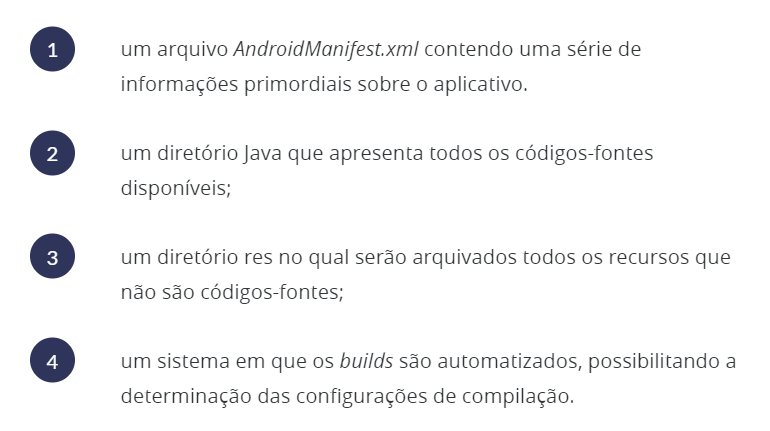 1 um arquivo AndroidManifest.xml contendo uma série de
informações primordiais sobre o aplicativo.
2 um diretório Java que apresenta todos os códigos-fontes
disponíveis;
3 um diretório res no qual serão arquivados todos os recursos que
não são códigos-fontes;
4 um sistema em que os builds são automatizados, possibilitando a
determinação das configurações de compilação.